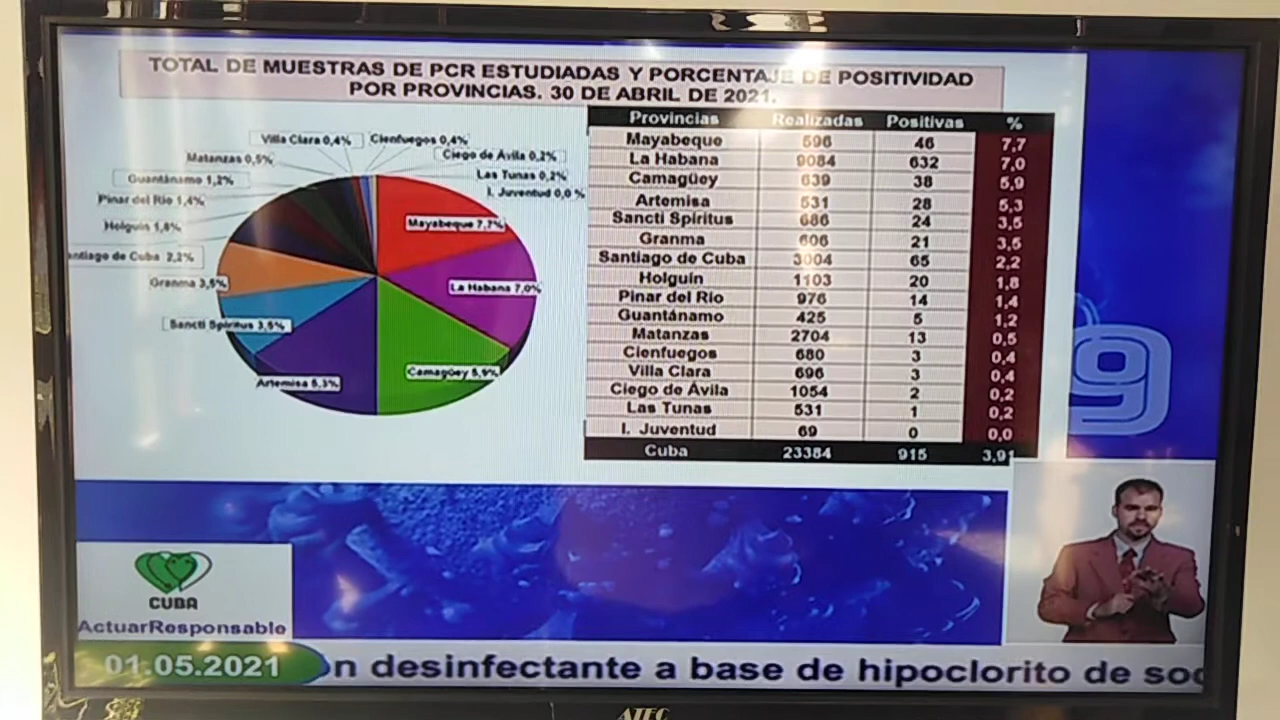 TOTAL DE MUESTRAS DE PCR ESTUDIADAS Y PORCENTAJE DE POSITIVIDAD
POR PROVINCIAS. 30 DE ABRIL DE 2021.
Villa Clara 0,4%
Cienfuegos 0,4%
Matanzas 0,5%
Ciego de Ávila 0,2%
Guantánamo 1,2%
Las Tunas 0,2%
Pinar del Río 1,4%
I. Juventud 0,0 %
Holguín 1,8%
Mayabeque 7,7%
ntiago de Cuba 2,2%
Granma 3,5%
La Habana 7,0%
Sancti Spíritus 3,5%
Camagüey 5,9%
Artemisa 5,3%
Provincias Realizadas Positivas %
Mayabeque 596 46 7,7
La Habana 9084 632 7,0
Camagüey 639 38 5,9
Artemisa 531 28 5,3
Sancti Spíritus 686 24 3,5
Granma 606 21 3,5
Santiago de Cuba 3004 65 2,2
Holguín 1103 20 1,8
Pinar del Río 976 14 1,4
Guantánamo 425 5 1,2
Matanzas 2704 13 0,5
Cienfuegos 680 3 0,4
Villa Clara 696 3 0,4
Ciego de Ávila 1054 2 0,2
Las Tunas 531 1 0,2
I. Juventud 69 0 0,0
Cuba 23384 915 3,91
9
CUBA
ActuarResponsable
01.05.2021
ón desinfectante a base de hipoclorito de soc
ATEC